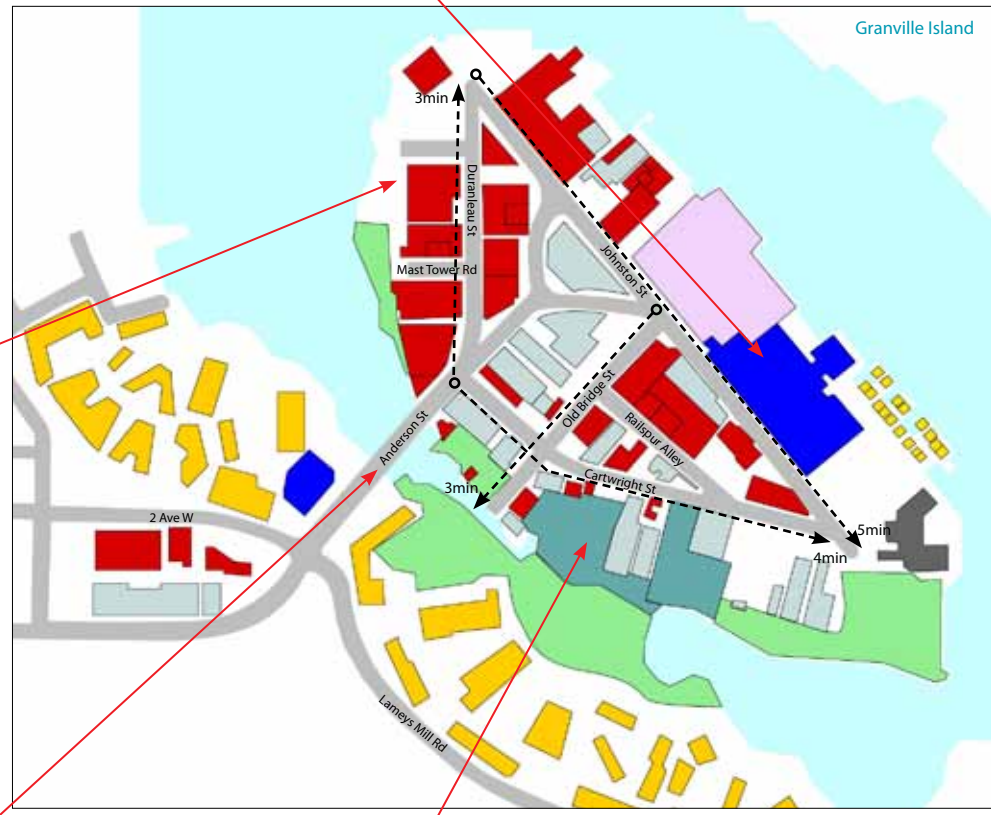 Granville Island
3min
Duranleau St
Mast Tower Rd
Johnston St
Old Bridge St
Anderson St
Railspur Alley
Cartwright St
3min
2 Ave W
5min
4min
Lameys Mill Rd